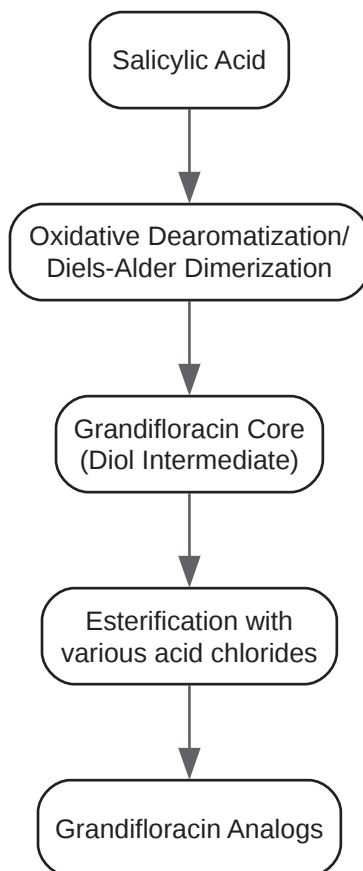 Salicylic Acid
Oxidative Dearomatization/
Diels-Alder Dimerization
Grandifloracin Core
(Diol Intermediate)
Esterification with
various acid chlorides
Grandifloracin Analogs